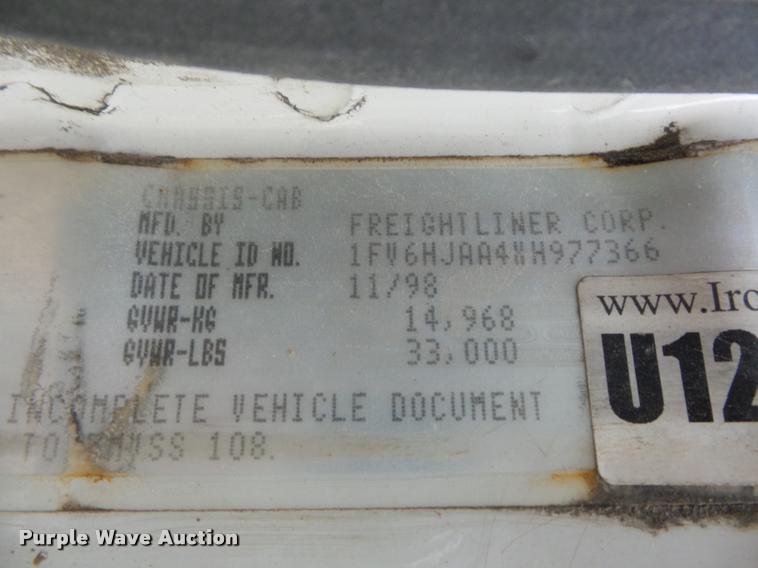 CHASSIS-CAB
MFD. BY FREIGHTLINER CORP.
VEHICLE ID NO. 1FV6HJAA4XH977366
DATE OF MFR. 11/98
GVWR-KG 14,968
GVWR-LBS 33,000
INCOMPLETE VEHICLE DOCUMENT
TO FMVSS 108.
www.Iro
U12
Purple Wave Auction